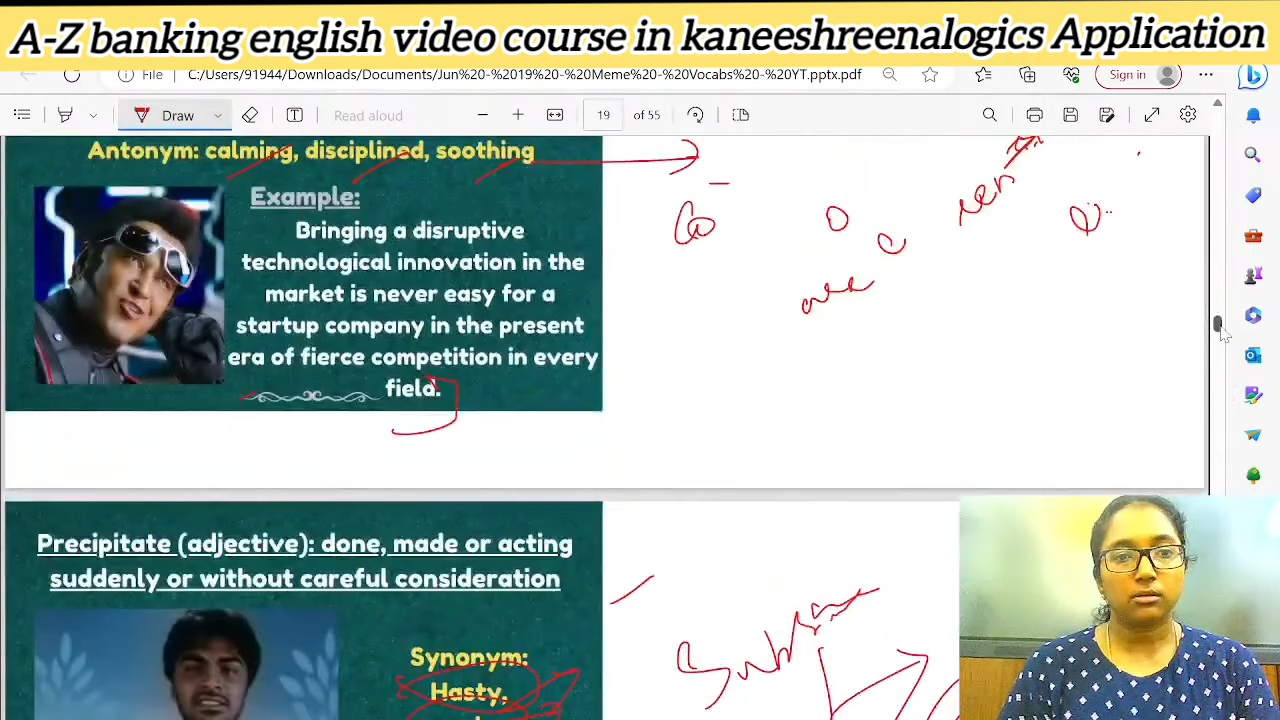 A-Z banking english video course in kaneeshreenalogics Application
File C:/Users/91944/Downloads/Documents/Jun%20-%2019%20-%20Meme%20-%20Vocabs%20-%20YT.pptx.pdf Sign in
Draw Read aloud 19 of 55
Antonym: calming, disciplined, soothing
Example:
Bringing a disruptive
technological innovation in the
market is never easy for a
startup company in the present
era of fierce competition in every
field.
Precipitate (adjective): done, made or acting
suddenly or without careful consideration
Synonym:
Hasty,